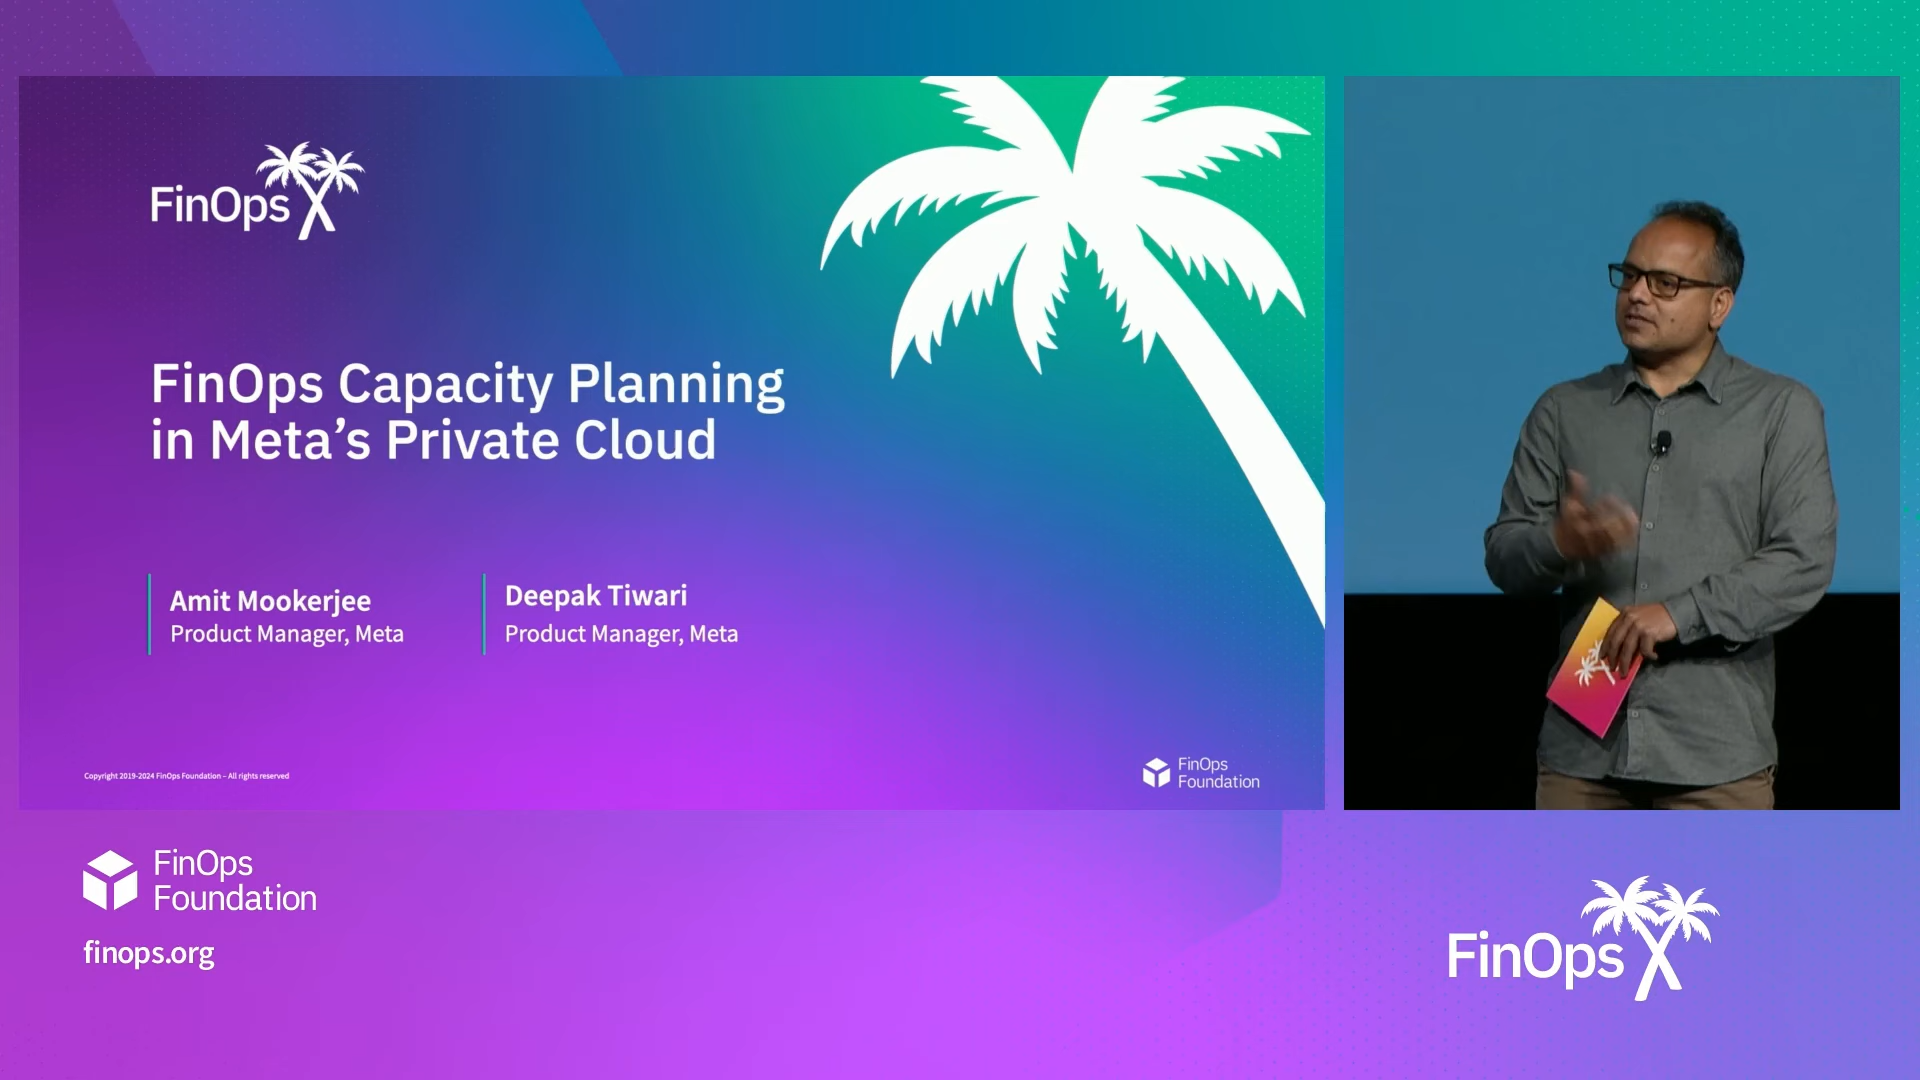 FinOps X
FinOps Capacity Planning
in Meta’s Private Cloud
Amit Mookerjee
Product Manager, Meta
Deepak Tiwari
Product Manager, Meta
Copyright 2019-2024 FinOps Foundation – All rights reserved
FinOps
Foundation
FinOps
Foundation
finops.org
FinOps X